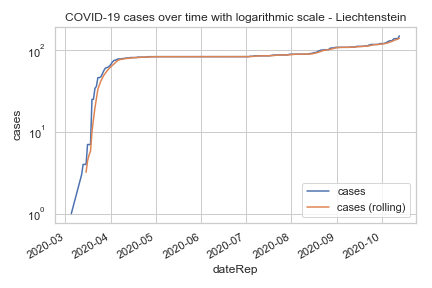 COVID-19 cases over time with logarithmic scale - Liechtenstein
10²
10¹
10⁰
cases
cases
cases (rolling)
2020-03
2020-04
2020-05
2020-06
2020-07
2020-08
2020-09
2020-10
dateRep